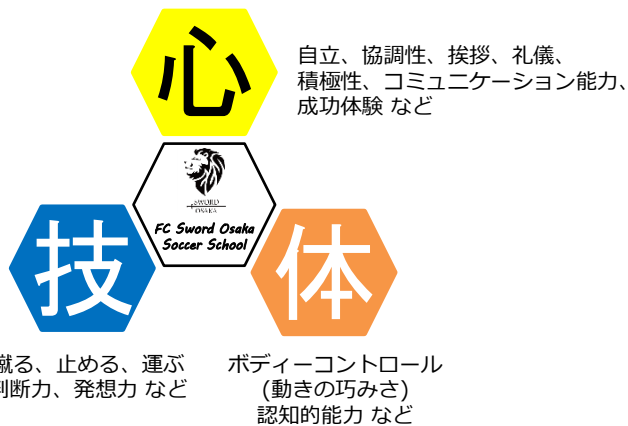 心
自立、協調性、挨拶、礼儀、
積極性、コミュニケーション能力、
成功体験 など
SWORD
OSAKA
FC Sword Osaka
Soccer School
技
体
蹴る、止める、運ぶ
判断力、発想力 など
ボディーコントロール
(動きの巧みさ)
認知的能力 など